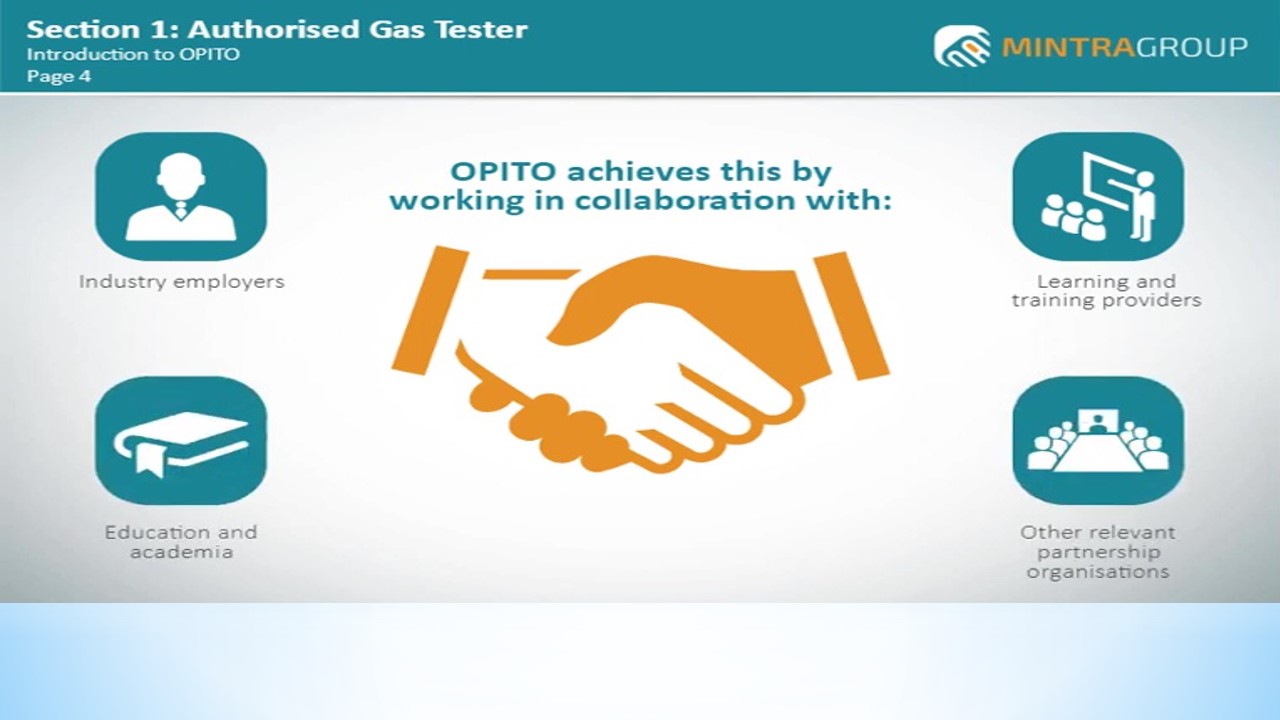 Section 1: Authorised Gas Tester
Introduction to OPITO
Page 4
MINTRAGROUP
OPITO achieves this by
working in collaboration with:
Industry employers
Learning and
training providers
Education and
academia
Other relevant
partnership
organisations